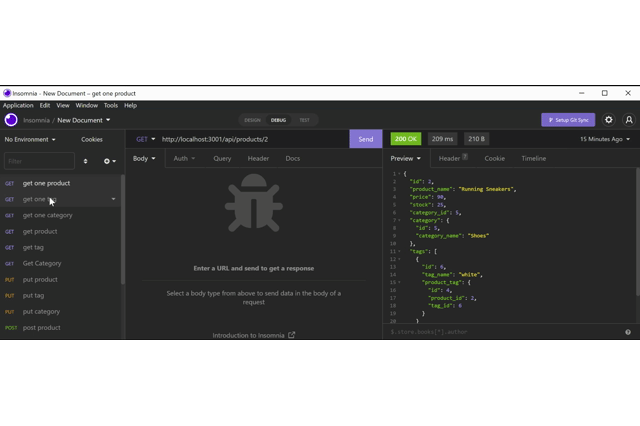 Insomnia - New Document – get one product
Application Edit View Window Tools Help
Insomnia / New Document
DESIGN DEBUG TEST
Setup Git Sync
No Environment Cookies
GET http://localhost:3001/api/products/2 Send
200 OK 209 ms 210 B 15 Minutes Ago
Filter
Body Auth Query Header Docs
Preview Header 7 Cookie Timeline
GET get one product
GET get one
GET get one category
GET get product
GET get tag
GET Get Category
PUT put product
PUT put tag
PUT put category
POST post product
Enter a URL and send to get a response
Select a body type from above to send data in the body of a
request
Introduction to Insomnia
1 {
2 "id": 2,
3 "product_name": "Running Sneakers",
4 "price": 90,
5 "stock": 25,
6 "category_id": 5,
7 "category": {
8 "id": 5,
9 "category_name": "Shoes"
10 },
11 "tags": [
12 {
13 "id": 6,
14 "tag_name": "white",
15 "product_tag": {
16 "id": 4,
17 "product_id": 2,
18 "tag_id": 6
19 }
20 }
$.store.books[*].author